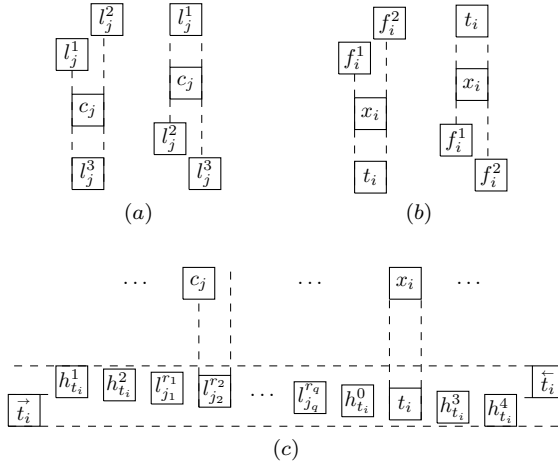 l_j^2 l_j^1 f_i^2 t_i
l_j^1 f_i^1
c_j c_j x_i x_i
l_j^2 f_i^1
l_j^3 l_j^3 t_i f_i^2
(a) (b)
... c_j ... x_i ...
h_{t_i}^1 h_{t_i}^2 l_{j_1}^{r_1} l_{j_2}^{r_2} ... l_{j_q}^{r_q} h_{t_i}^0 t_i h_{t_i}^3 h_{t_i}^4 \overleftarrow{t_i}
\overrightarrow{t_i}
(c)